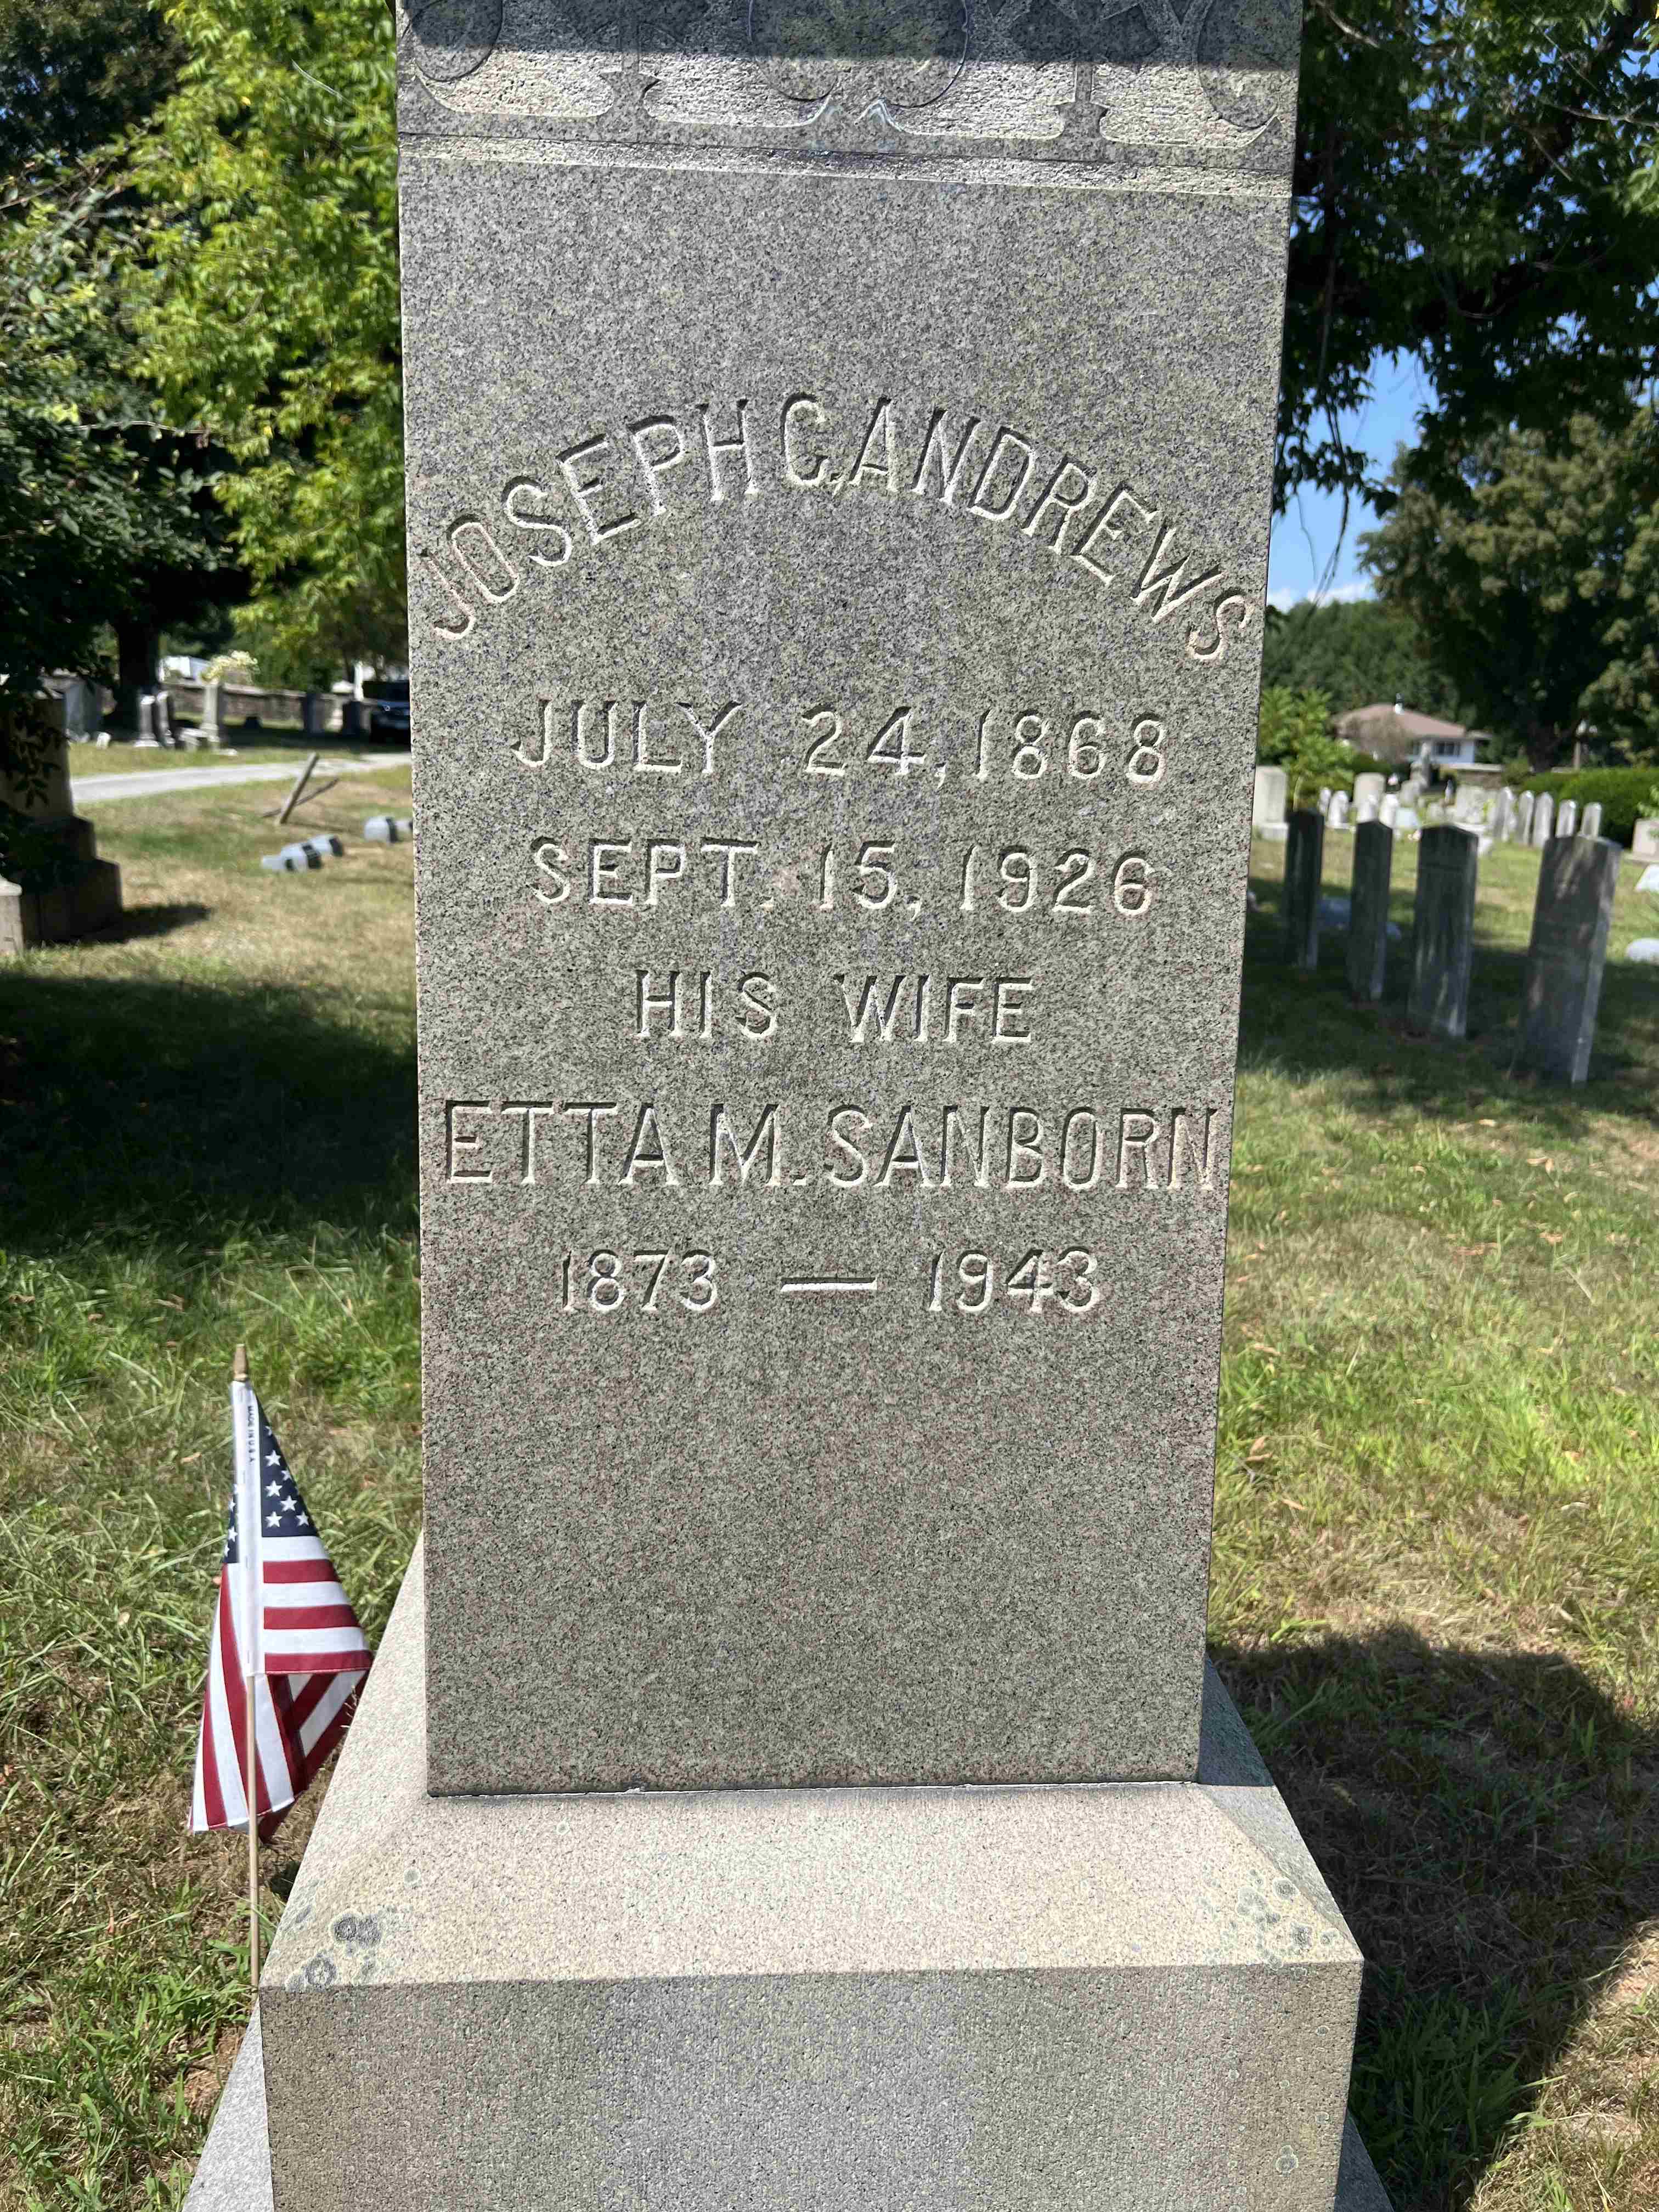 JOSEPH C. ANDREWS
JULY 24, 1868
SEPT. 15, 1926
HIS WIFE
ETTA M. SANBORN
1873 — 1943